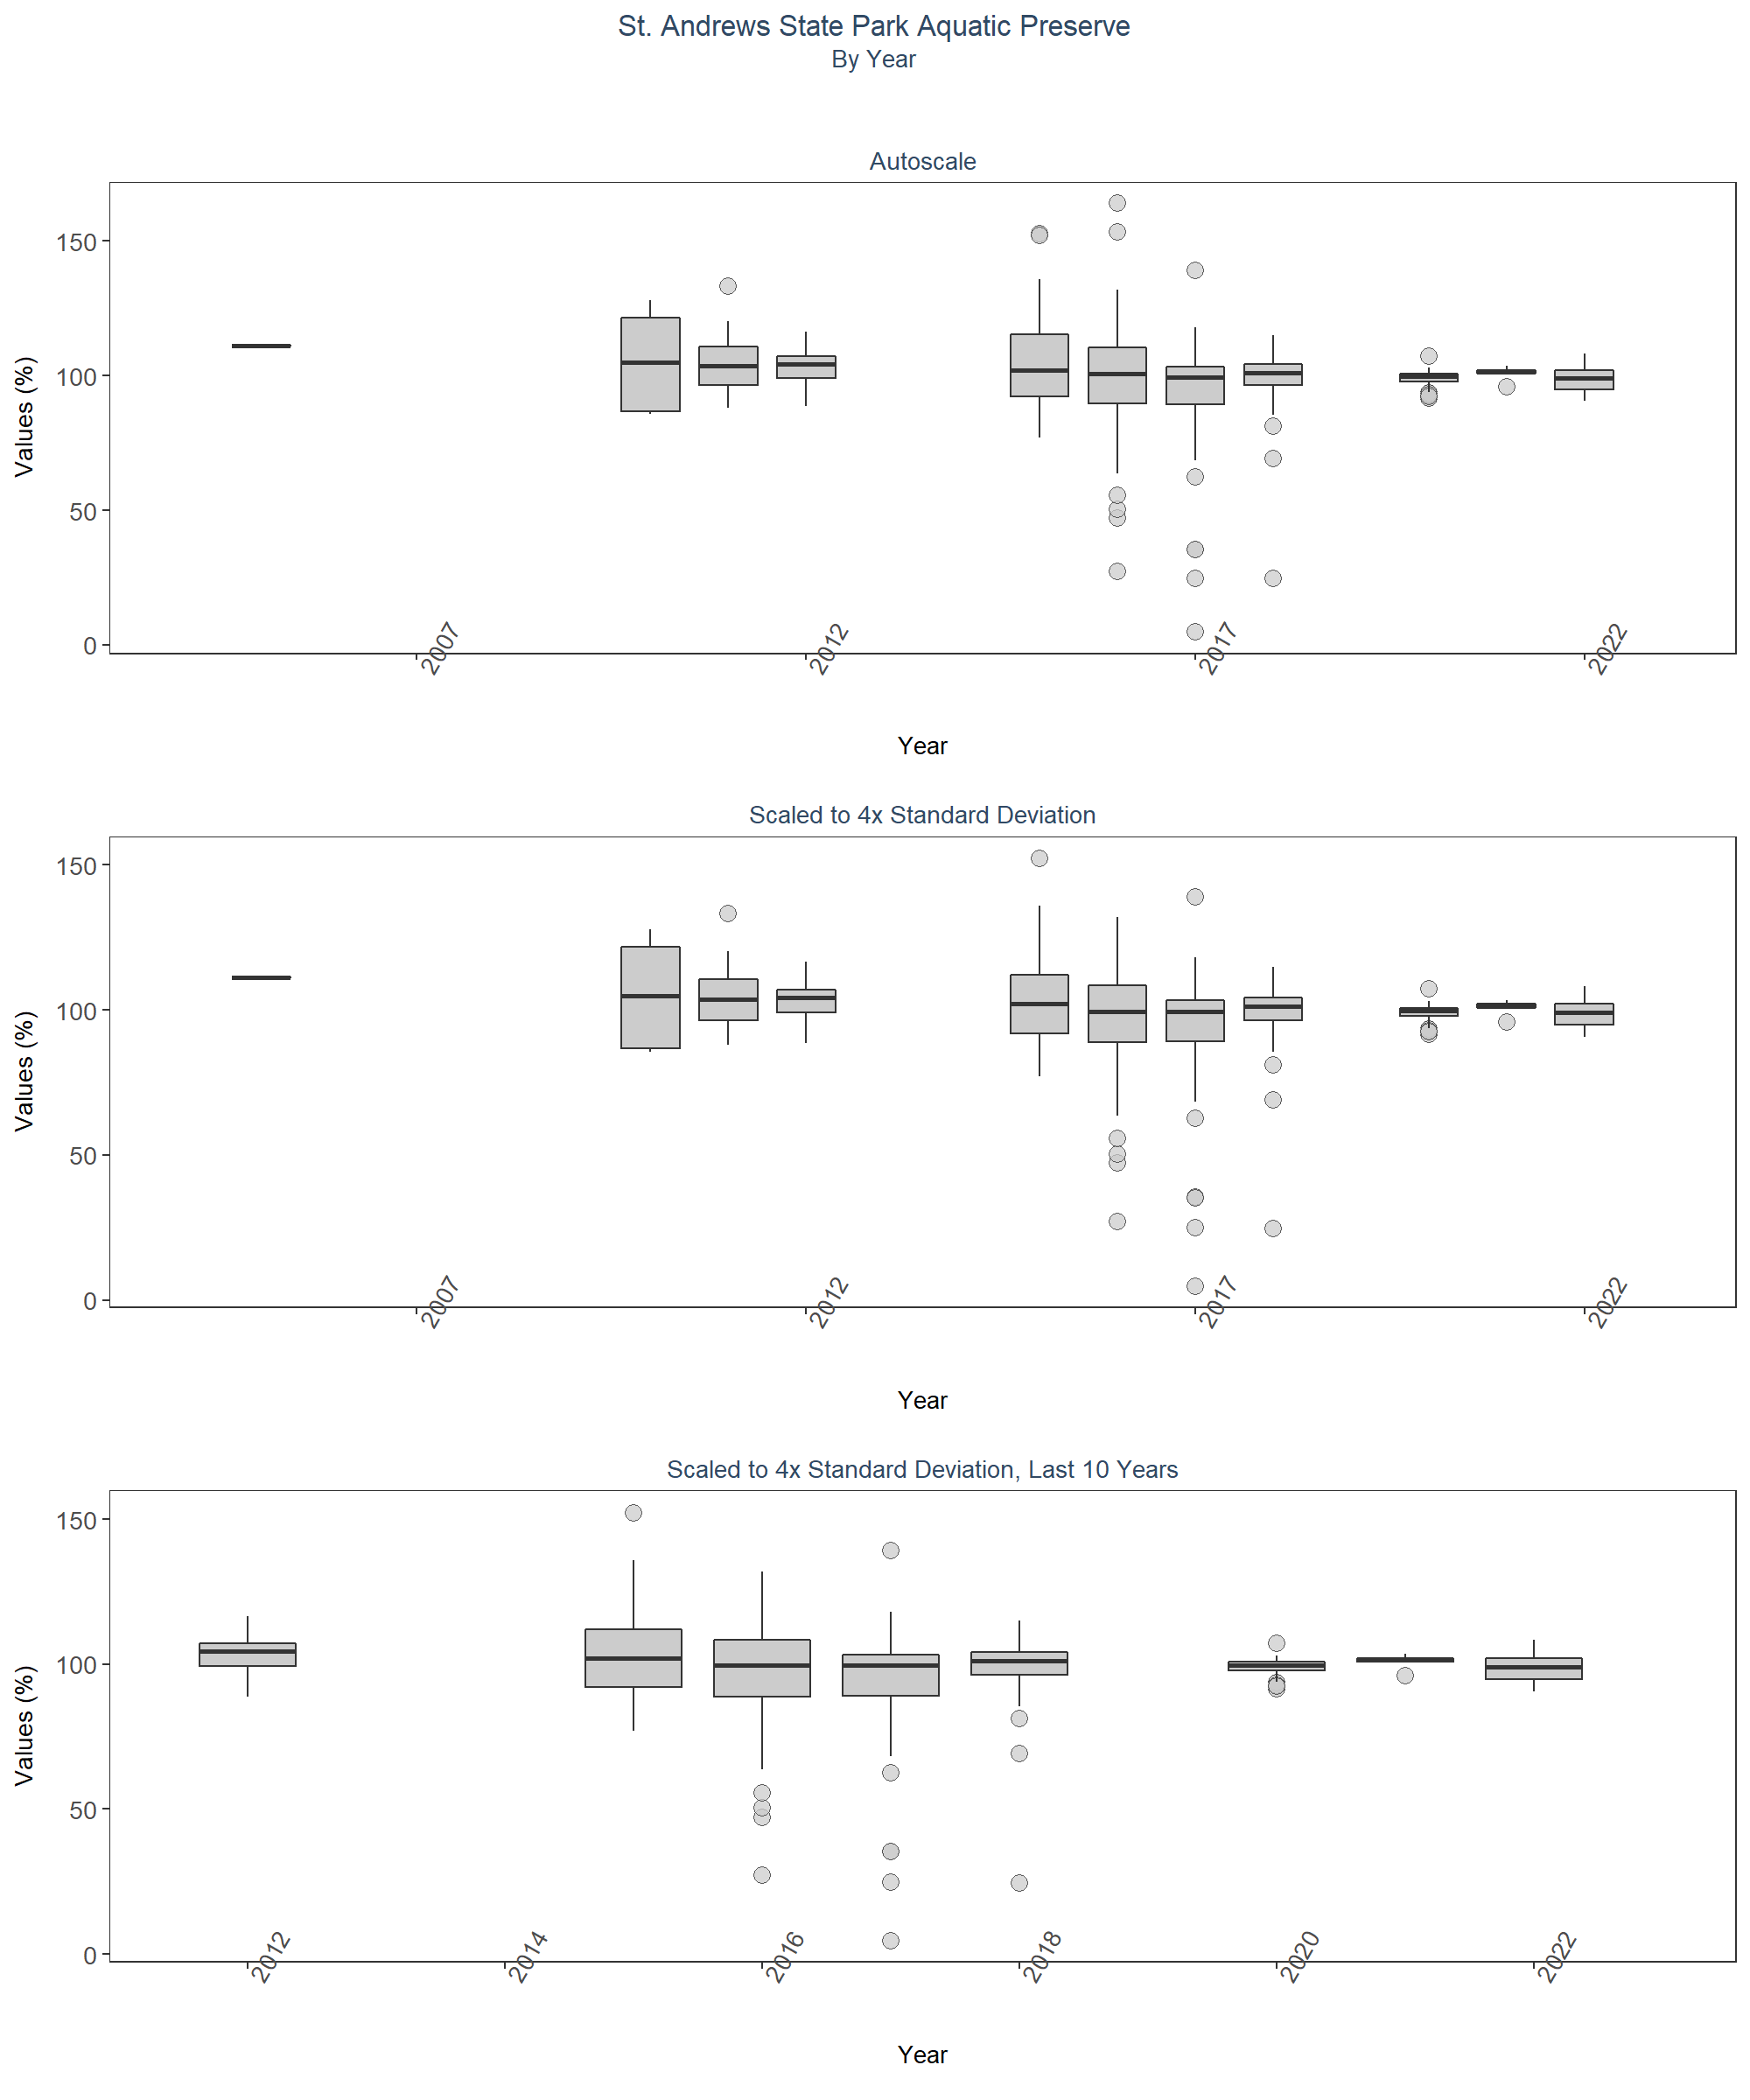 St. Andrews State Park Aquatic Preserve
By Year
Autoscale
Values (%)
150
100
50
0
2007
2012
2017
2022
Year
Scaled to 4x Standard Deviation
Values (%)
150
100
50
0
2007
2012
2017
2022
Year
Scaled to 4x Standard Deviation, Last 10 Years
Values (%)
150
100
50
0
2012
2014
2016
2018
2020
2022
Year